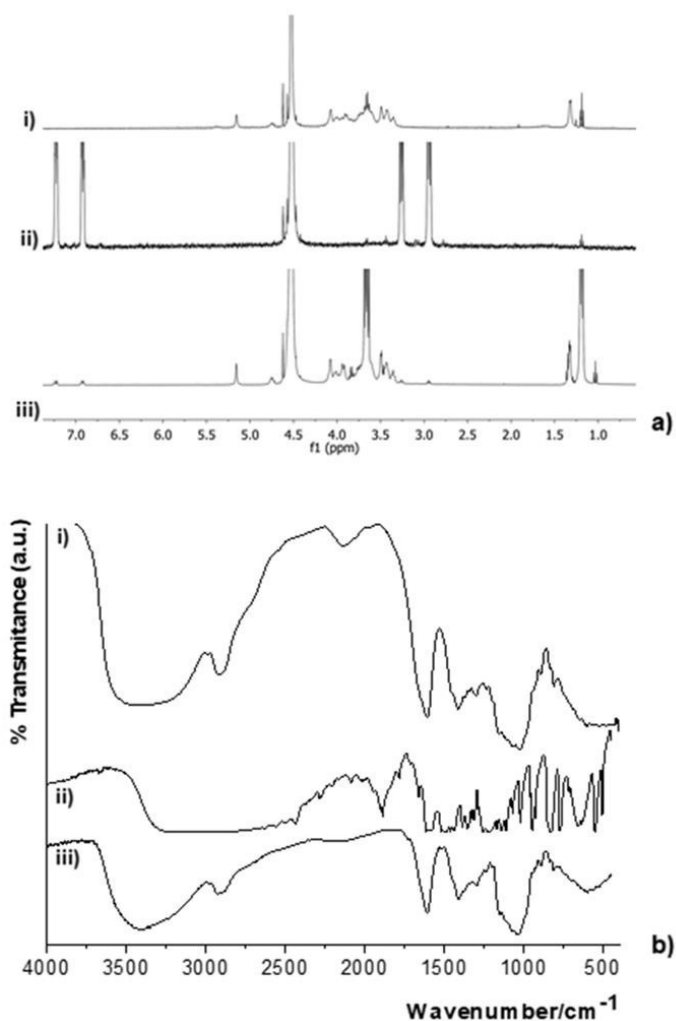 i)
ii)
iii)
7.0 6.5 6.0 5.5 5.0 4.5 4.0 3.5 3.0 2.5 2.0 1.5 1.0
f1 (ppm)
a)
% Transmitance (a.u.)
i)
ii)
iii)
b)
4000 3500 3000 2500 2000 1500 1000 500
Wavenumber/cm⁻¹